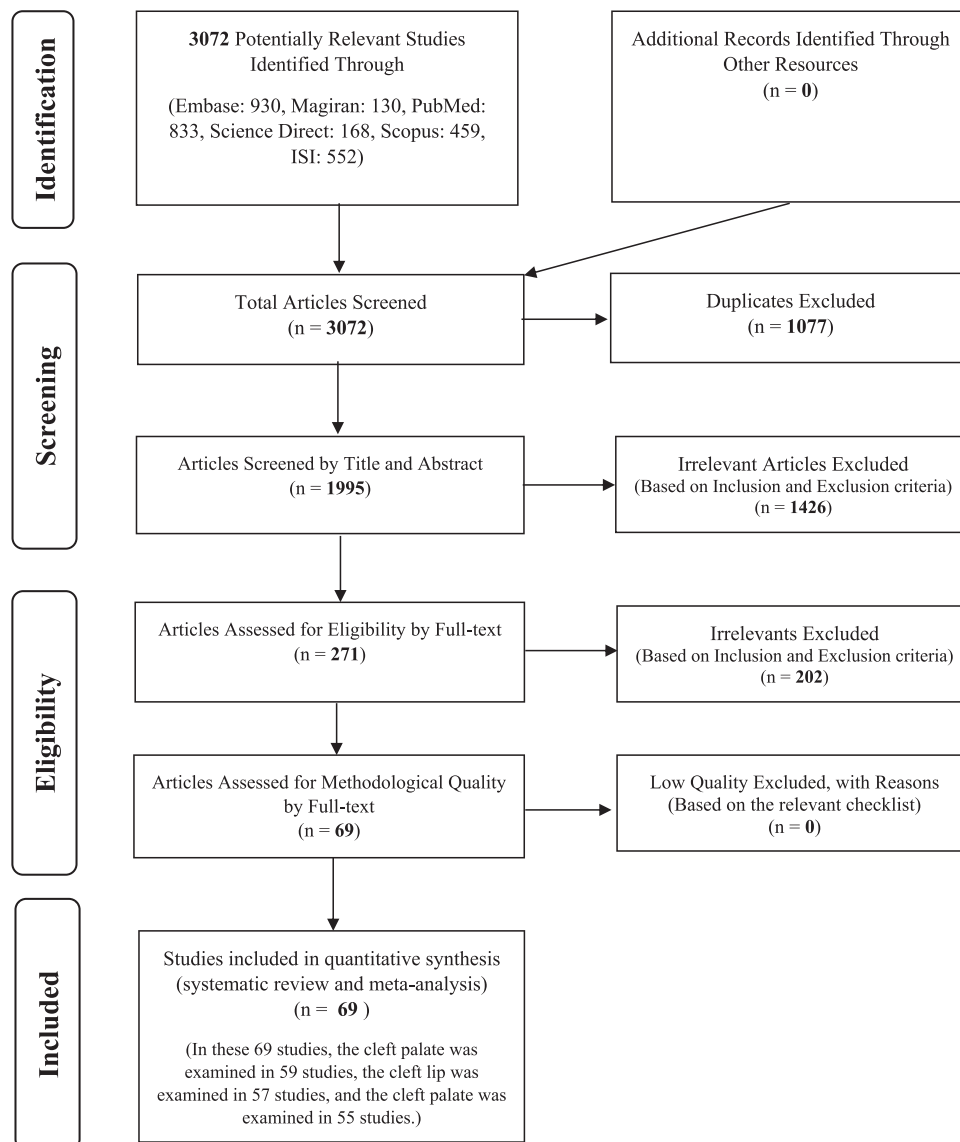 Identification
3072 Potentially Relevant Studies
Identified Through
(Embase: 930, Magiran: 130, PubMed:
833, Science Direct: 168, Scopus: 459,
ISI: 552)
Additional Records Identified Through
Other Resources
(n = 0)
Screening
Total Articles Screened
(n = 3072)
Duplicates Excluded
(n = 1077)
Articles Screened by Title and Abstract
(n = 1995)
Irrelevant Articles Excluded
(Based on Inclusion and Exclusion criteria)
(n = 1426)
Eligibility
Articles Assessed for Eligibility by Full-text
(n = 271)
Irrelevants Excluded
(Based on Inclusion and Exclusion criteria)
(n = 202)
Articles Assessed for Methodological Quality
by Full-text
(n = 69)
Low Quality Excluded, with Reasons
(Based on the relevant checklist)
(n = 0)
Included
Studies included in quantitative synthesis
(systematic review and meta-analysis)
(n = 69 )
(In these 69 studies, the cleft palate was
examined in 59 studies, the cleft lip was
examined in 57 studies, and the cleft palate was
examined in 55 studies.)